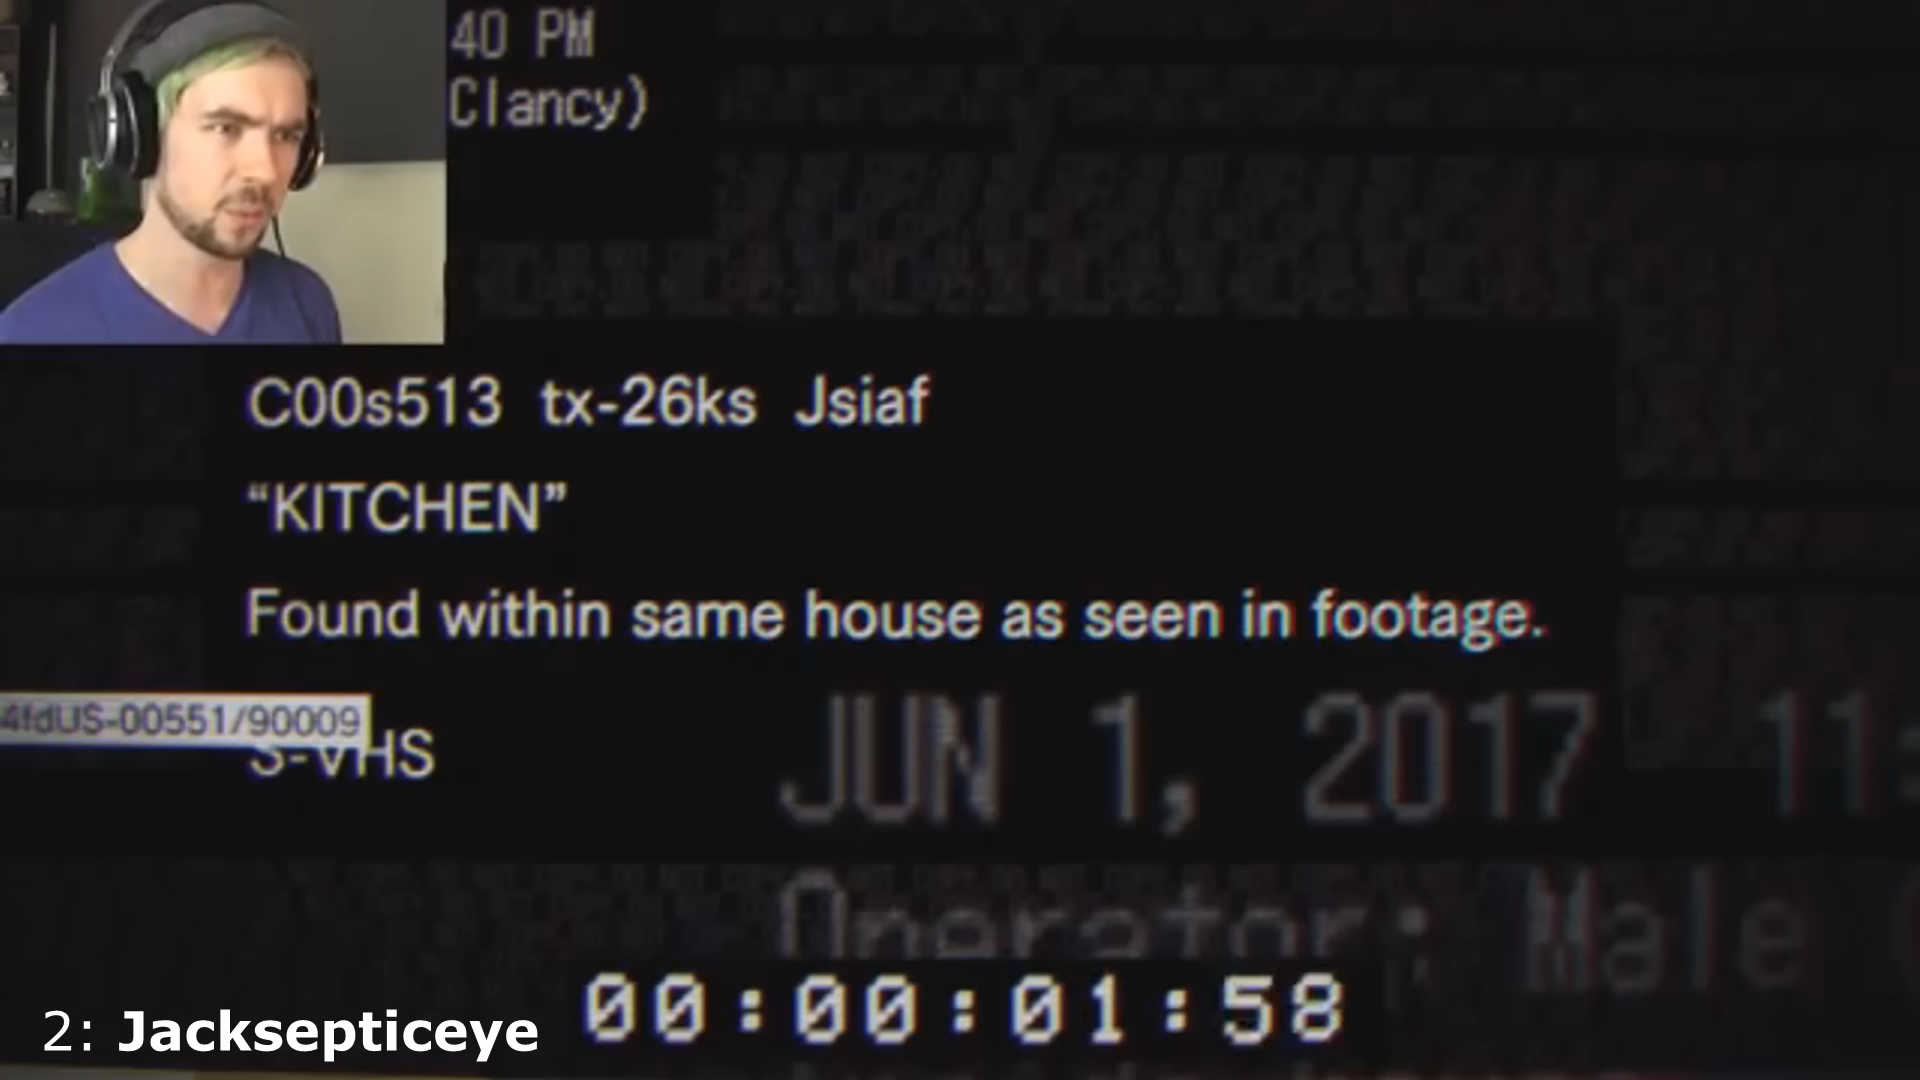 40 PM
Clancy)
C00s513 tx-26ks Jsiaf
“KITCHEN”
Found within same house as seen in footage.
4fdUS-00551/90009
S-VHS
JUN 1, 2017 11:
Operator: Male (
00:00:01:58
2: Jacksepticeye